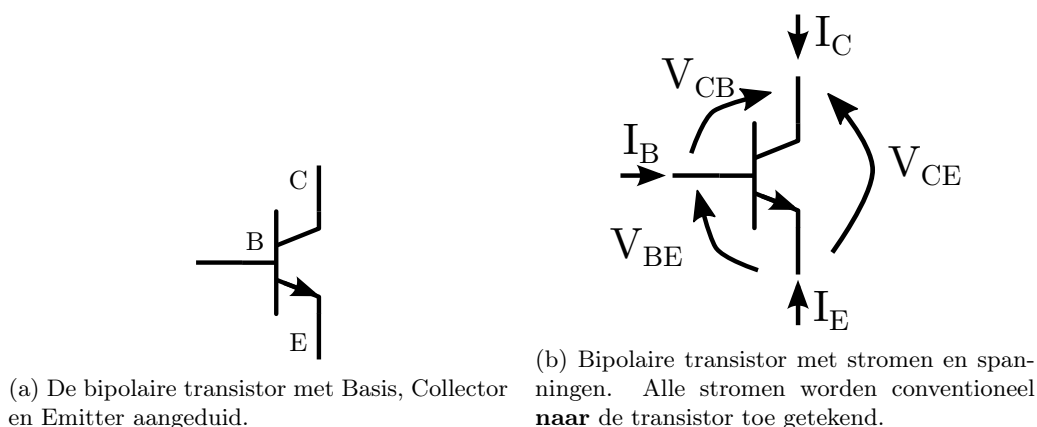 C
B
E
(a) De bipolaire transistor met Basis, Collector
en Emitter aangeduid.
I_C
V_CB
I_B
V_CE
V_BE
I_E
(b) Bipolaire transistor met stromen en span-
ningen. Alle stromen worden conventioneel
naar de transistor toe getekend.